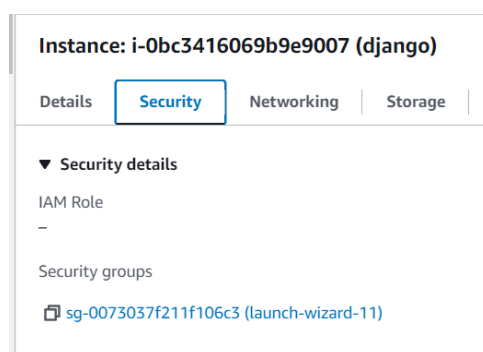 Instance: i-0bc3416069b9e9007 (django)
Details Security Networking Storage
▼ Security details
IAM Role
–
Security groups
sg-0073037f211f106c3 (launch-wizard-11)